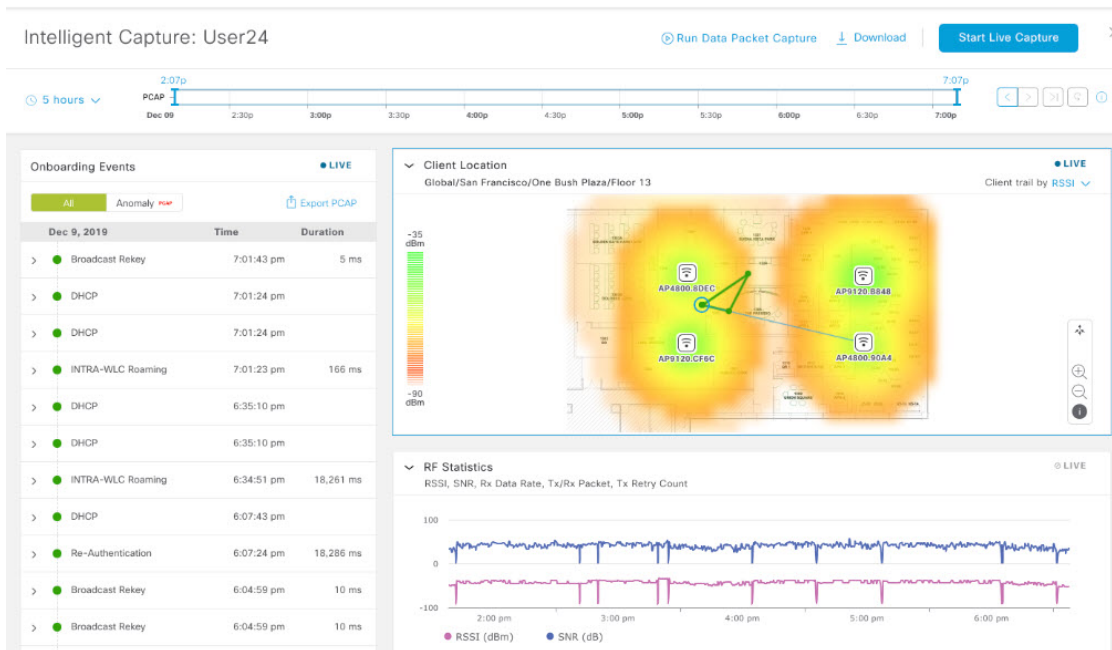 Intelligent Capture: User24
Run Data Packet Capture
Download
Start Live Capture
5 hours
2:07p
7:07p
PCAP
Dec 09 2:30p 3:00p 3:30p 4:00p 4:30p 5:00p 5:30p 6:00p 6:30p 7:00p
Onboarding Events
LIVE
All
Anomaly PCAP
Export PCAP
Dec 9, 2019 Time Duration
Broadcast Rekey 7:01:43 pm 5 ms
DHCP 7:01:24 pm
DHCP 7:01:24 pm
INTRA-WLC Roaming 7:01:23 pm 166 ms
DHCP 6:35:10 pm
DHCP 6:35:10 pm
INTRA-WLC Roaming 6:34:51 pm 18,261 ms
DHCP 6:07:43 pm
Re-Authentication 6:07:24 pm 18,286 ms
Broadcast Rekey 6:04:59 pm 10 ms
Broadcast Rekey 6:04:59 pm 10 ms
Client Location
LIVE
Global/San Francisco/One Bush Plaza/Floor 13
Client trail by RSSI
-35
dBm
-90
dBm
AP4800.8DEC
AP9120.B848
AP9120.CF6C
AP4800.90A4
RF Statistics
LIVE
RSSI, SNR, Rx Data Rate, Tx/Rx Packet, Tx Retry Count
100
0
-100
2:00 pm 3:00 pm 4:00 pm 5:00 pm 6:00 pm
RSSI (dBm) SNR (dB)